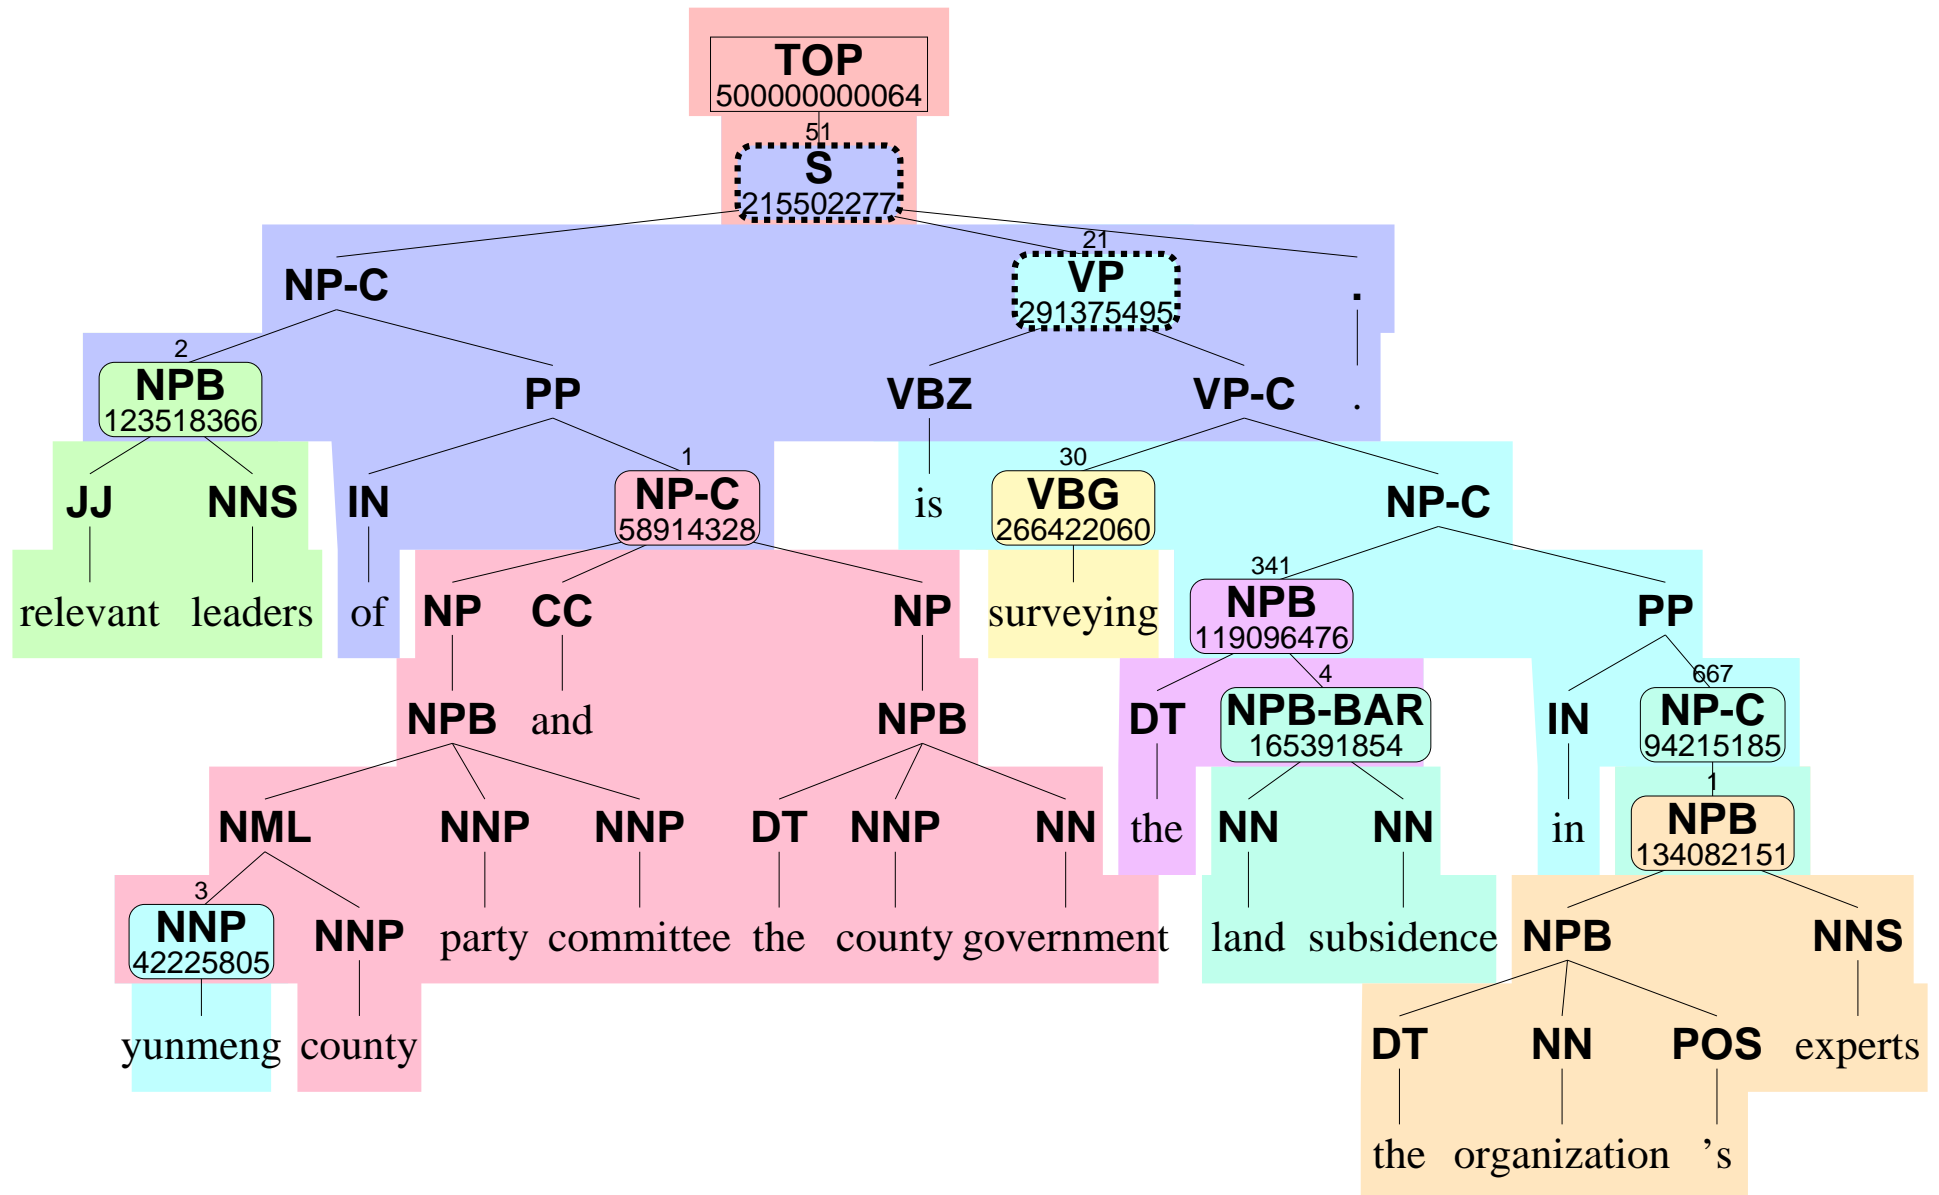 TOP
500000000064
51
S
215502277
21
NP-C VP .
291375495
2
NPB PP VBZ VP-C .
123518366
1 30
JJ NNS IN NP-C is VBG NP-C
58914328 266422060
341
relevant leaders of NP CC NP surveying NPB PP
119096476
4 667
NPB and NPB DT NPB-BAR IN NP-C
165391854 94215185
1
NML NNP NNP DT NNP NN the NN NN in NPB
134082151
3
NNP NNP party committee the county government land subsidence NPB NNS
42225805
yunmeng county DT NN POS experts
the organization 's